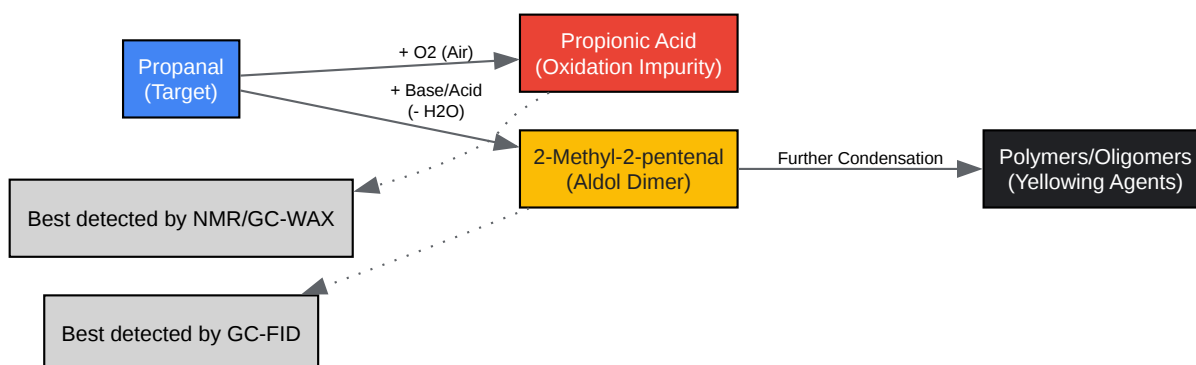 Propanal
(Target)
+ O2 (Air)
Propionic Acid
(Oxidation Impurity)
+ Base/Acid
(- H2O)
2-Methyl-2-pentenal
(Aldol Dimer)
Further Condensation
Polymers/Oligomers
(Yellowing Agents)
Best detected by NMR/GC-WAX
Best detected by GC-FID